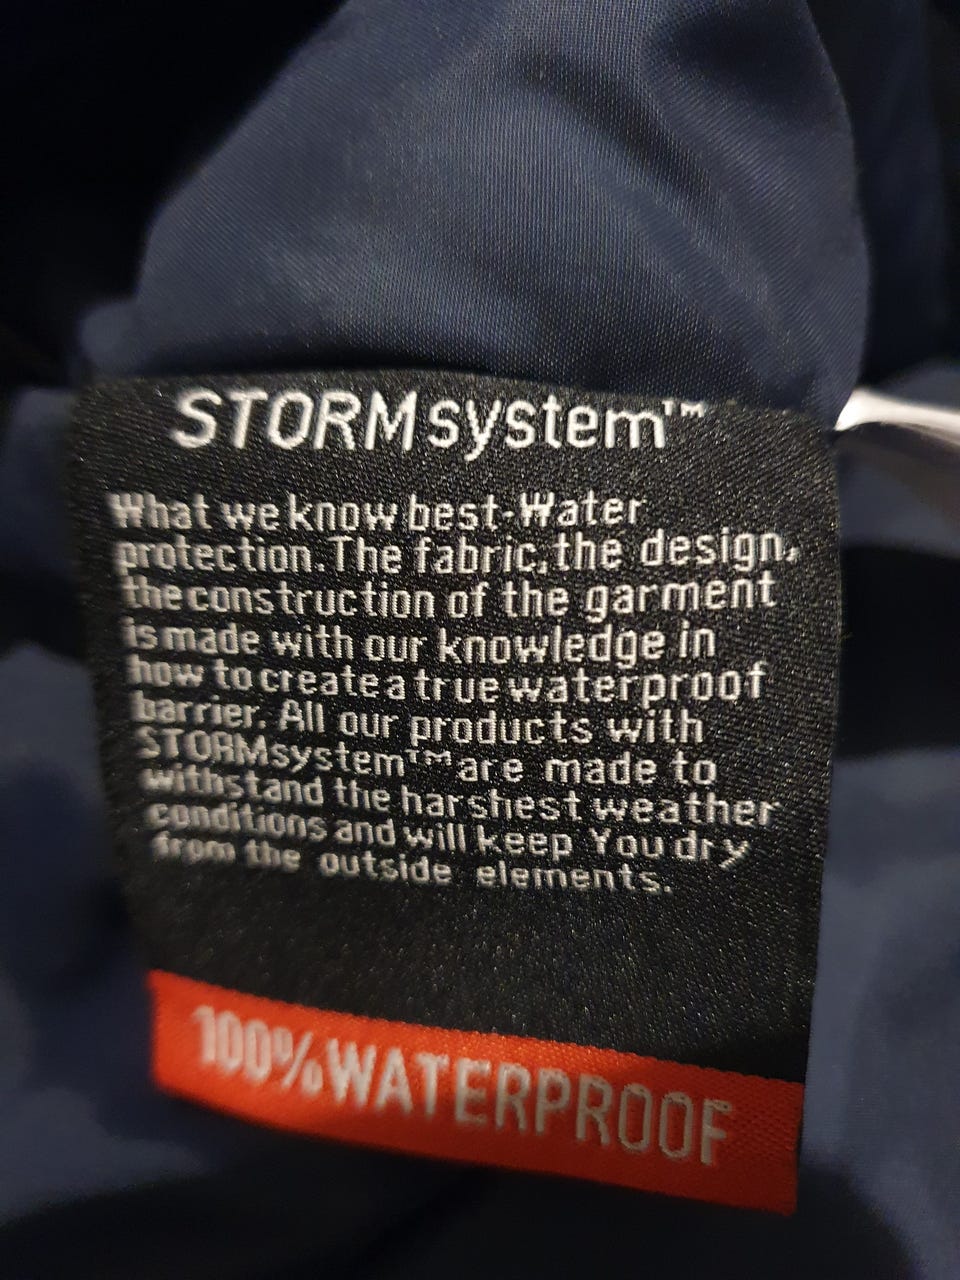 STORMsystem™
What we know best-Water
protection.The fabric,the design,
the construction of the garment
is made with our knowledge in
how to create a true waterproof
barrier. All our products with
STORMsystem™ are made to
withstand the harshest weather
conditions and will keep You dry
from the outside elements.
100%WATERPROOF